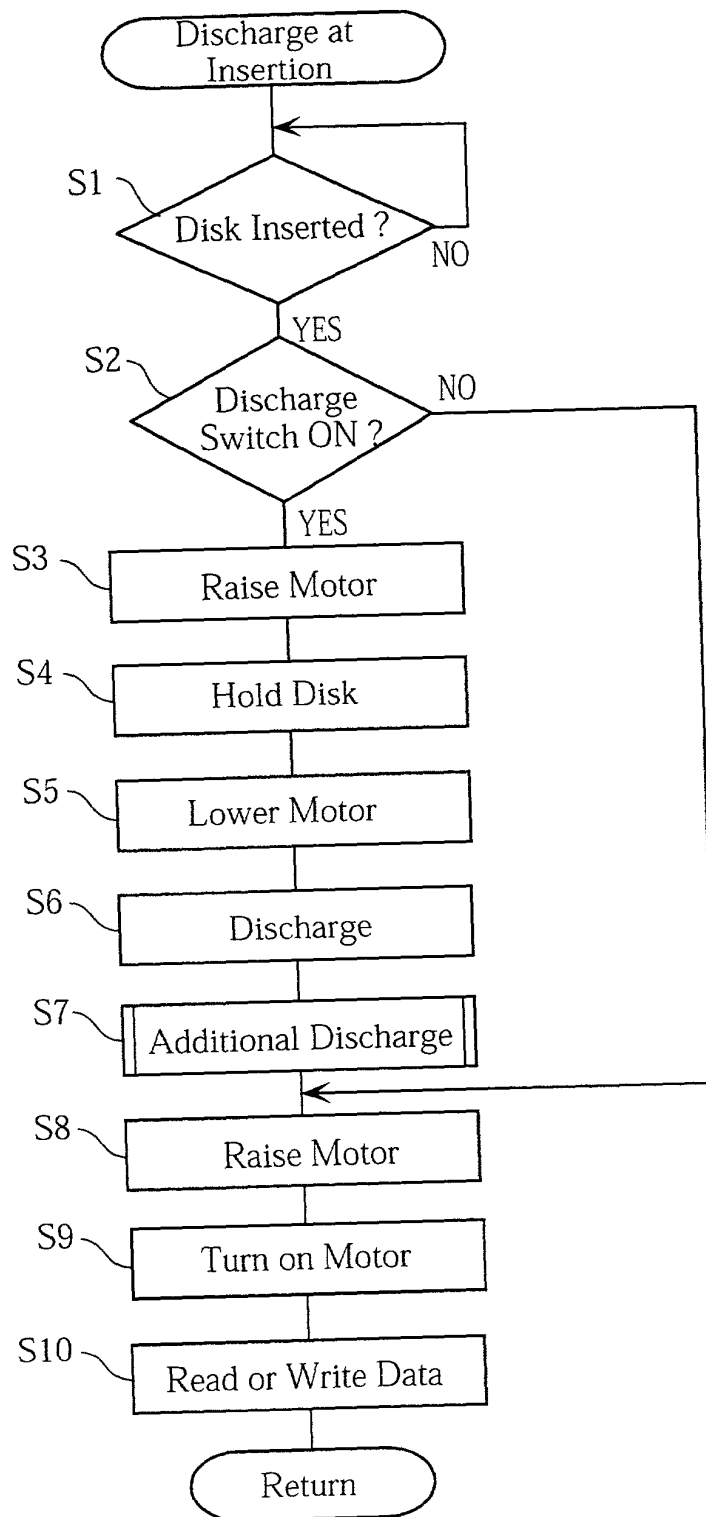 Discharge at
Insertion
S1
Disk Inserted ?
NO
YES
S2
NO
Discharge
Switch ON ?
YES
S3
Raise Motor
S4
Hold Disk
S5
Lower Motor
S6
Discharge
S7
Additional Discharge
S8
Raise Motor
S9
Turn on Motor
S10
Read or Write Data
Return